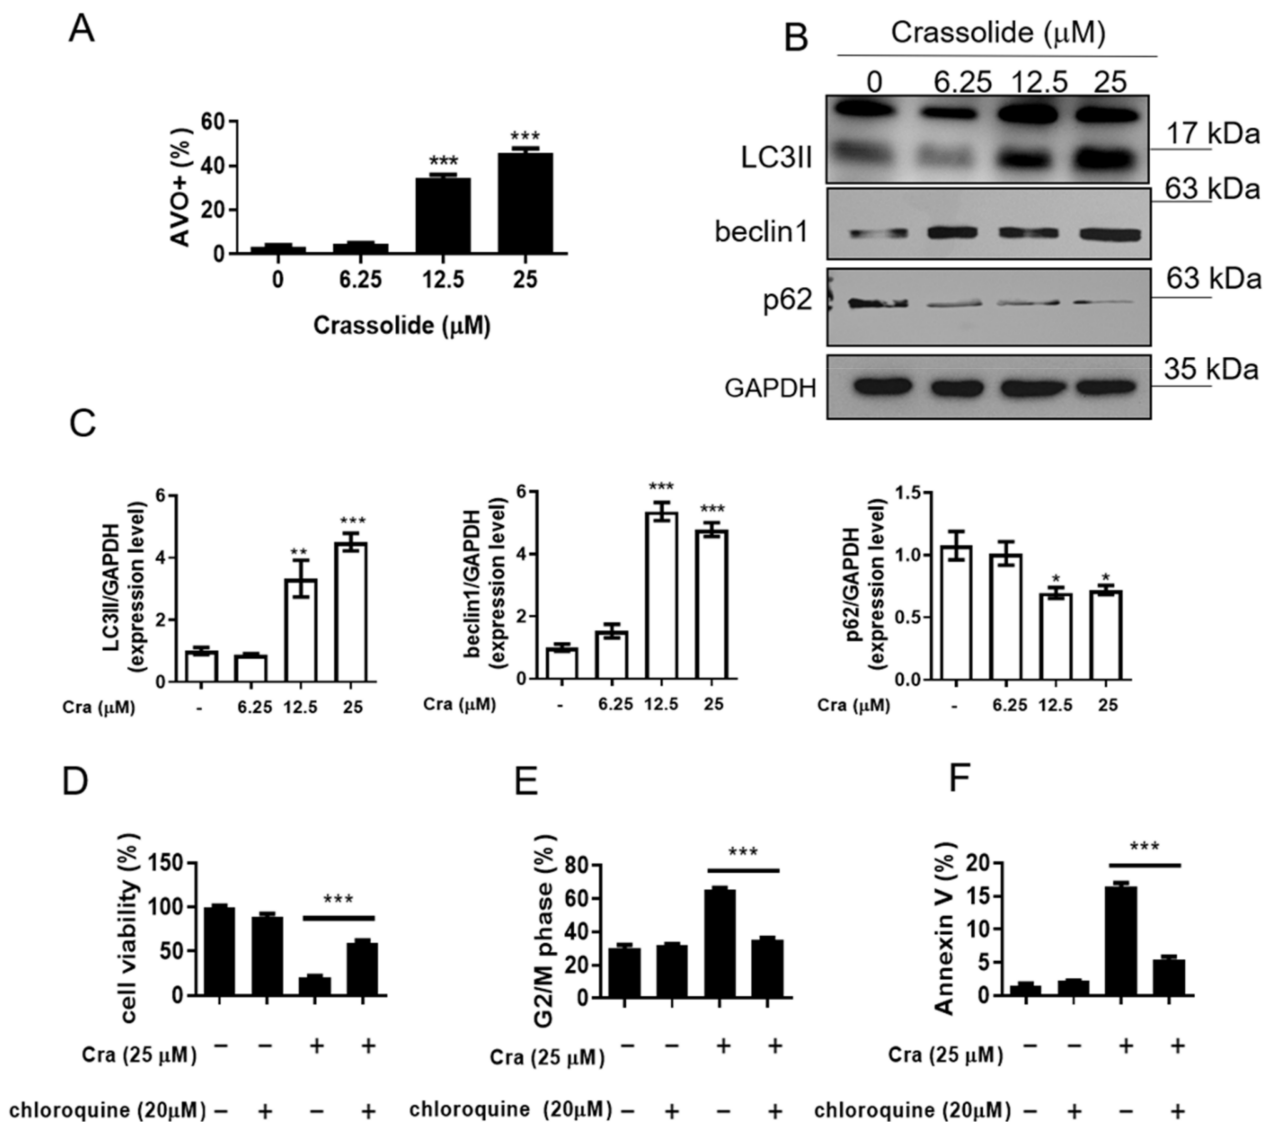 A
B
Crassolide (μM)
0 6.25 12.5 25
17 kDa
LC3II
63 kDa
beclin1
63 kDa
p62
35 kDa
GAPDH
AVO+ (%)
60
40
20
0
***
***
0 6.25 12.5 25
Crassolide (μM)
C
LC3II/GAPDH
(expression level)
6
4
2
0
**
***
Cra (μM) - 6.25 12.5 25
beclin1/GAPDH
(expression level)
6
4
2
0
***
***
Cra (μM) - 6.25 12.5 25
p62/GAPDH
(expression level)
1.5
1.0
0.5
0.0
*
*
Cra (μM) - 6.25 12.5 25
D
cell viability (%)
150
100
50
0
***
Cra (25 μM) − − + +
chloroquine (20μM) − + − +
E
G2/M phase (%)
80
60
40
20
0
***
Cra (25 μM) − − + +
chloroquine (20μM) − + − +
F
Annexin V (%)
20
15
10
5
0
***
Cra (25 μM) − − + +
chloroquine (20μM) − + − +